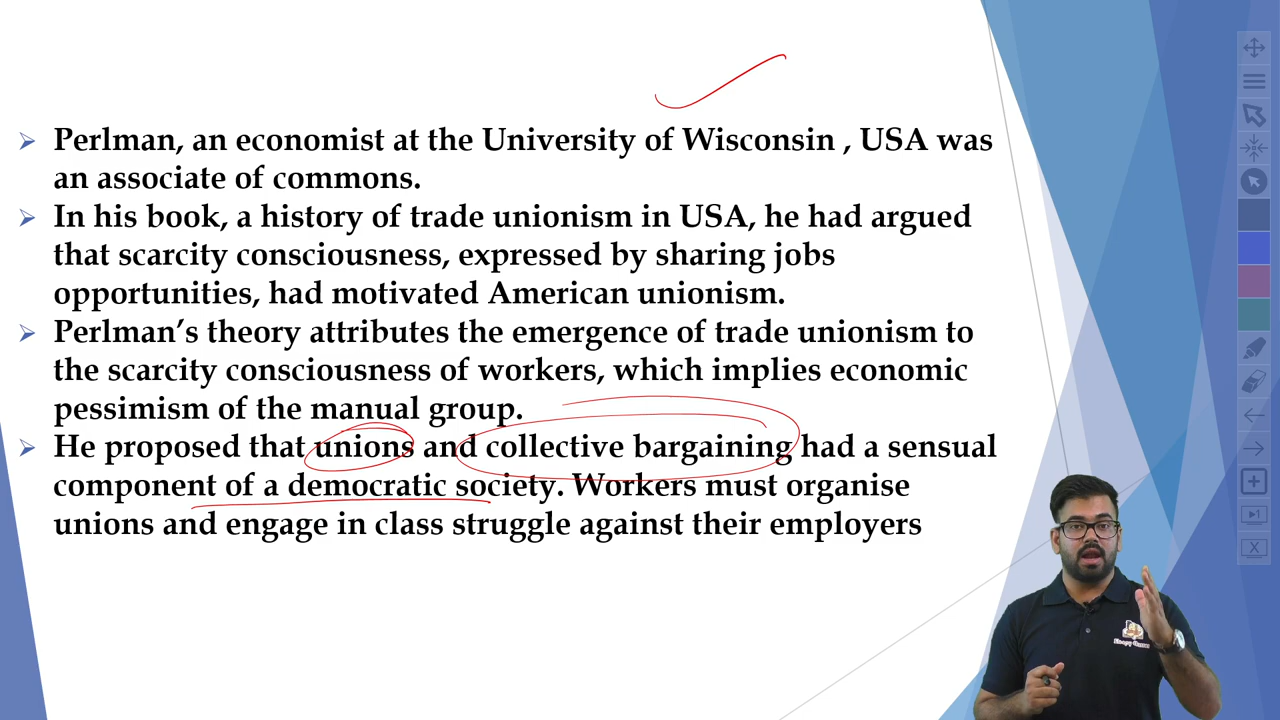 Perlman, an economist at the University of Wisconsin , USA was
an associate of commons.
In his book, a history of trade unionism in USA, he had argued
that scarcity consciousness, expressed by sharing jobs
opportunities, had motivated American unionism.
Perlman’s theory attributes the emergence of trade unionism to
the scarcity consciousness of workers, which implies economic
pessimism of the manual group.
He proposed that unions and collective bargaining had a sensual
component of a democratic society. Workers must organise
unions and engage in class struggle against their employers